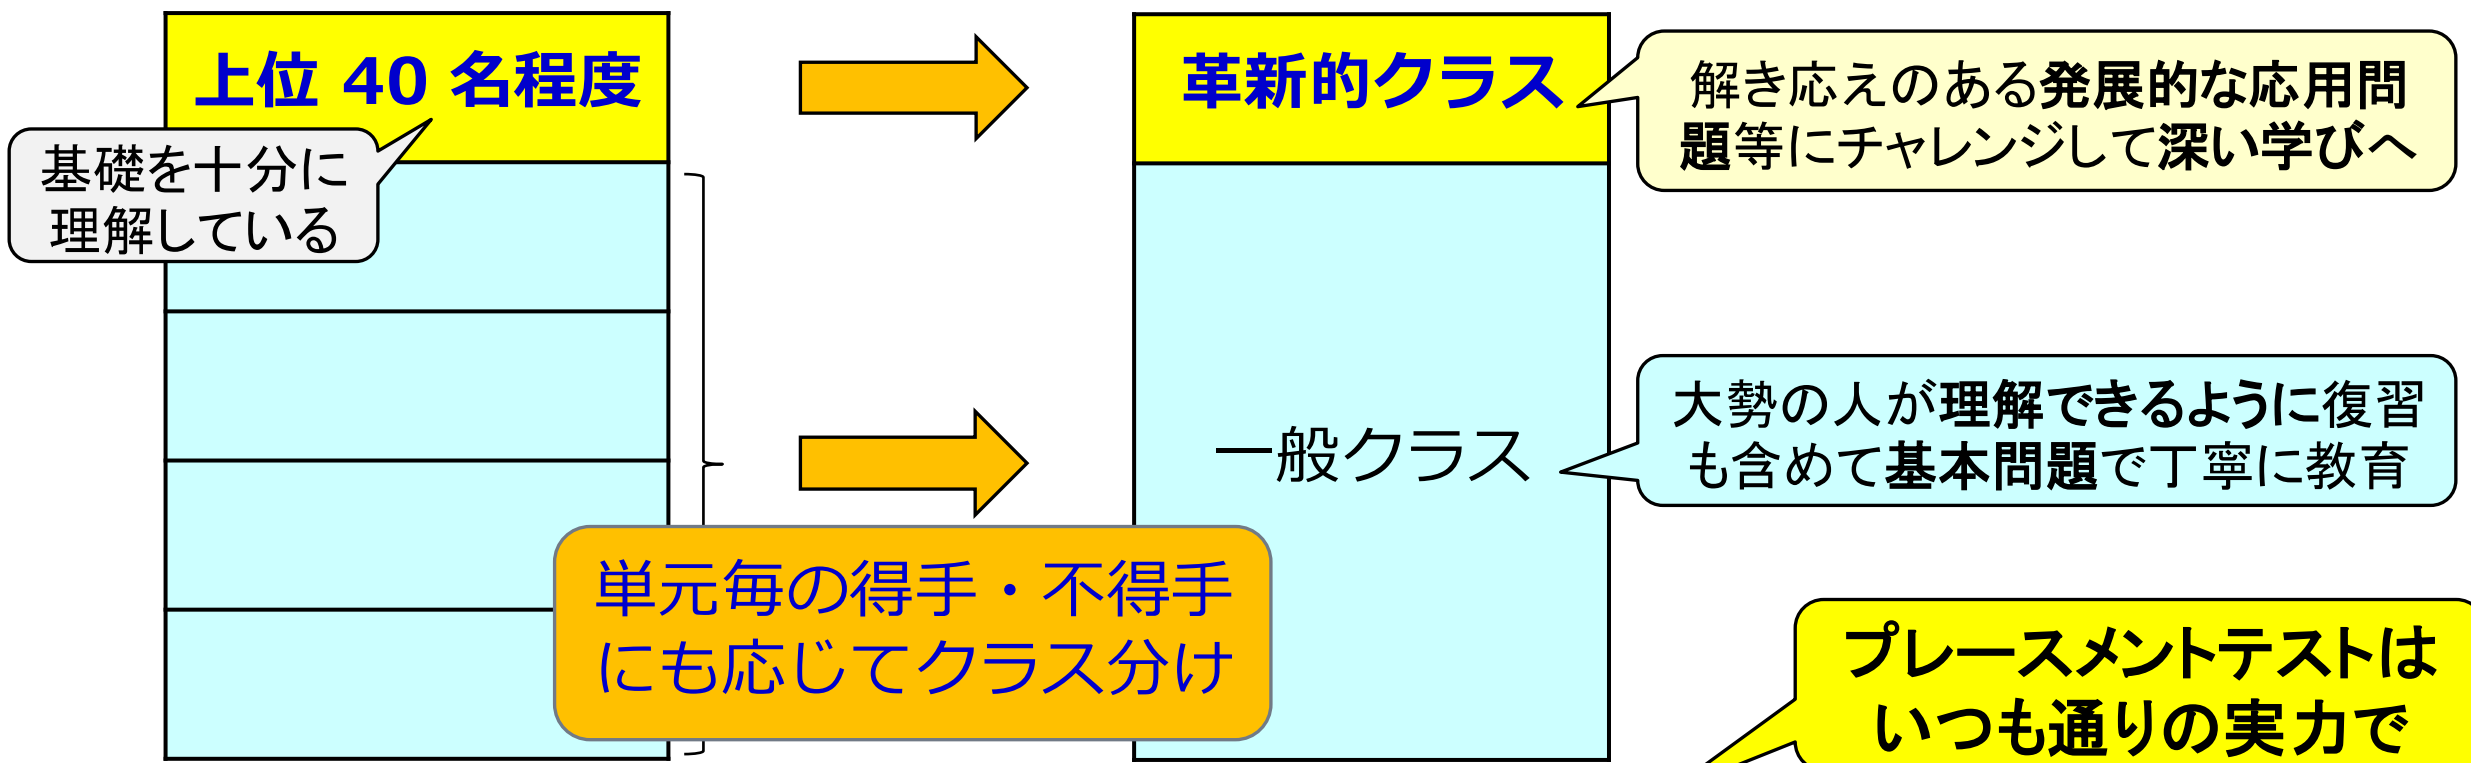 上位 40 名程度
基礎を十分に
理解している
革新的クラス
解き応えのある発展的な応用問
題等にチャレンジして深い学びへ
一般クラス
大勢の人が理解できるように復習
も含めて基本問題で丁寧に教育
単元毎の得手・不得手
にも応じてクラス分け
プレースメントテストは
いつも通りの実力で